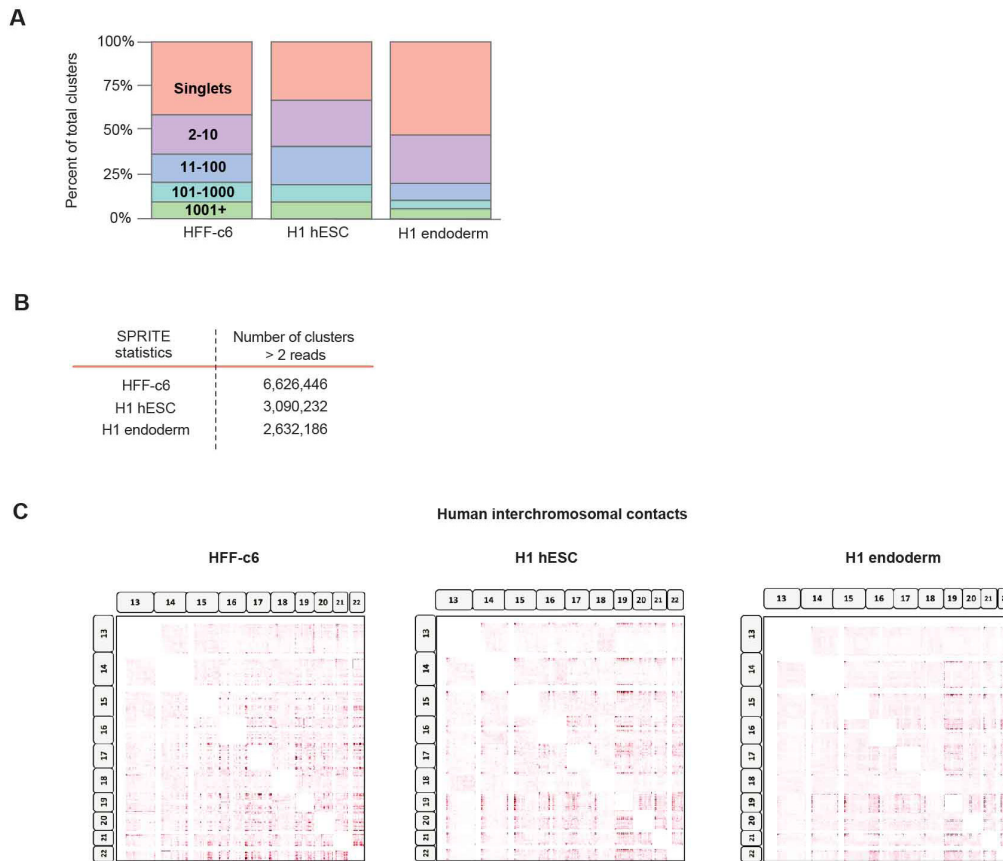 A
Percent of total clusters
100%
75%
50%
25%
0%
Singlets
2-10
11-100
101-1000
1001+
HFF-c6 H1 hESC H1 endoderm
B
SPRITE statistics
Number of clusters > 2 reads
HFF-c6 6,626,446
H1 hESC 3,090,232
H1 endoderm 2,632,186
C
Human interchromosomal contacts
HFF-c6 H1 hESC H1 endoderm
13 14 15 16 17 18 19 20 21 22
13
14
15
16
17
18
19
20
21
22
13 14 15 16 17 18 19 20 21 22
13
14
15
16
17
18
19
20
21
22
13 14 15 16 17 18 19 20 21
13
14
15
16
17
18
19
20
21
22